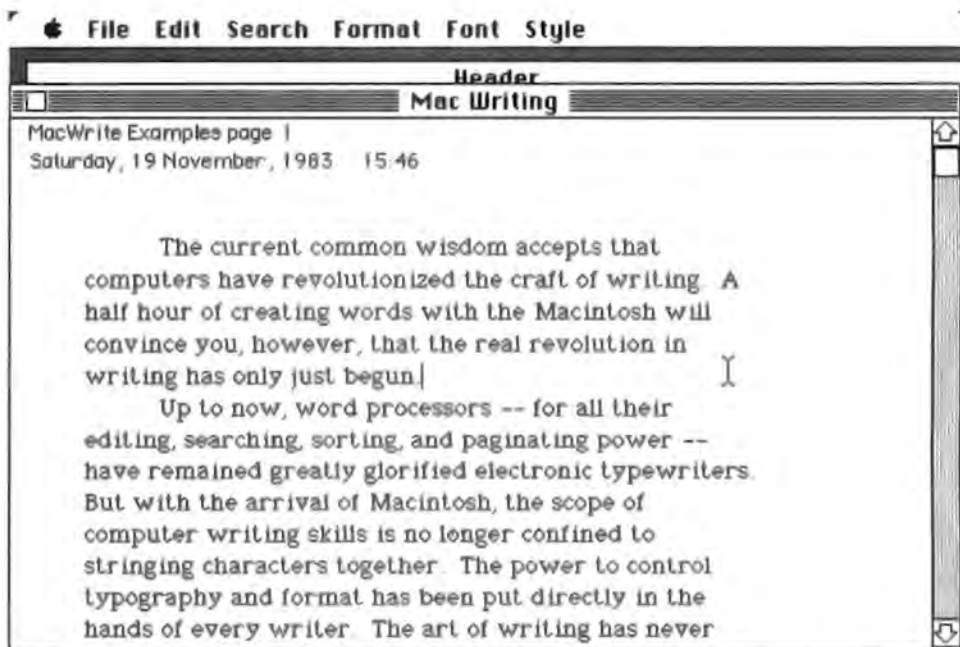 File Edit Search Format Font Style
Header
Mac Writing
MacWrite Examples page 1
Saturday, 19 November, 1983 15:46
The current common wisdom accepts that
computers have revolutionized the craft of writing. A
half hour of creating words with the Macintosh will
convince you, however, that the real revolution in
writing has only just begun.
Up to now, word processors -- for all their
editing, searching, sorting, and paginating power --
have remained greatly glorified electronic typewriters.
But with the arrival of Macintosh, the scope of
computer writing skills is no longer confined to
stringing characters together. The power to control
typography and format has been put directly in the
hands of every writer. The art of writing has never